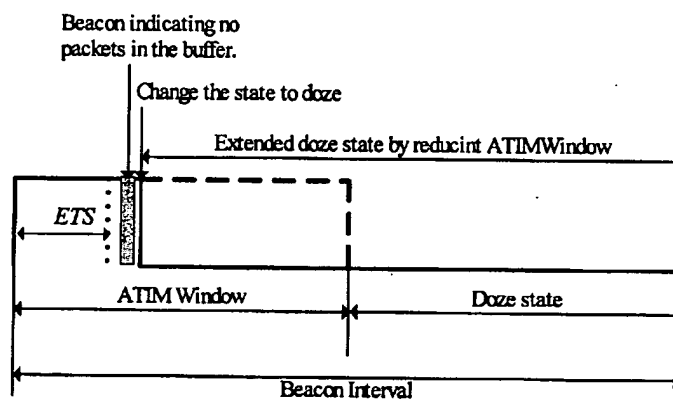 Beacon indicating no
packets in the buffer.
Change the state to doze
Extended doze state by reducint ATIMWindow
ETS
ATIM Window
Doze state
Beacon Interval